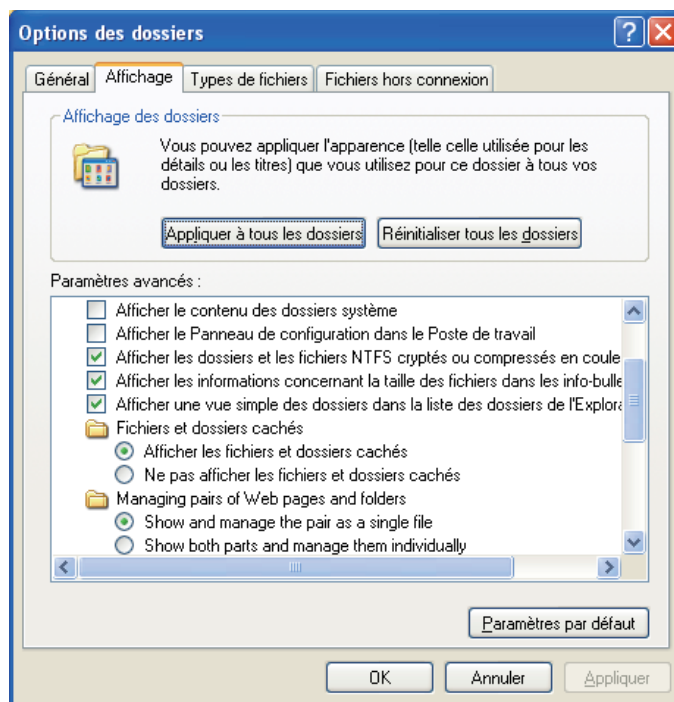 Options des dossiers
Général
Affichage
Types de fichiers
Fichiers hors connexion
Affichage des dossiers
Vous pouvez appliquer l'apparence (telle celle utilisée pour les
détails ou les titres) que vous utilisez pour ce dossier à tous vos
dossiers.
Appliquer à tous les dossiers
Réinitialiser tous les dossiers
Paramètres avancés :
Afficher le contenu des dossiers système
Afficher le Panneau de configuration dans le Poste de travail
Afficher les dossiers et les fichiers NTFS cryptés ou compressés en coule
Afficher les informations concernant la taille des fichiers dans les info-bulle
Afficher une vue simple des dossiers dans la liste des dossiers de l'Explora
Fichiers et dossiers cachés
Afficher les fichiers et dossiers cachés
Ne pas afficher les fichiers et dossiers cachés
Managing pairs of Web pages and folders
Show and manage the pair as a single file
Show both parts and manage them individually
Paramètres par défaut
OK
Annuler
Appliquer